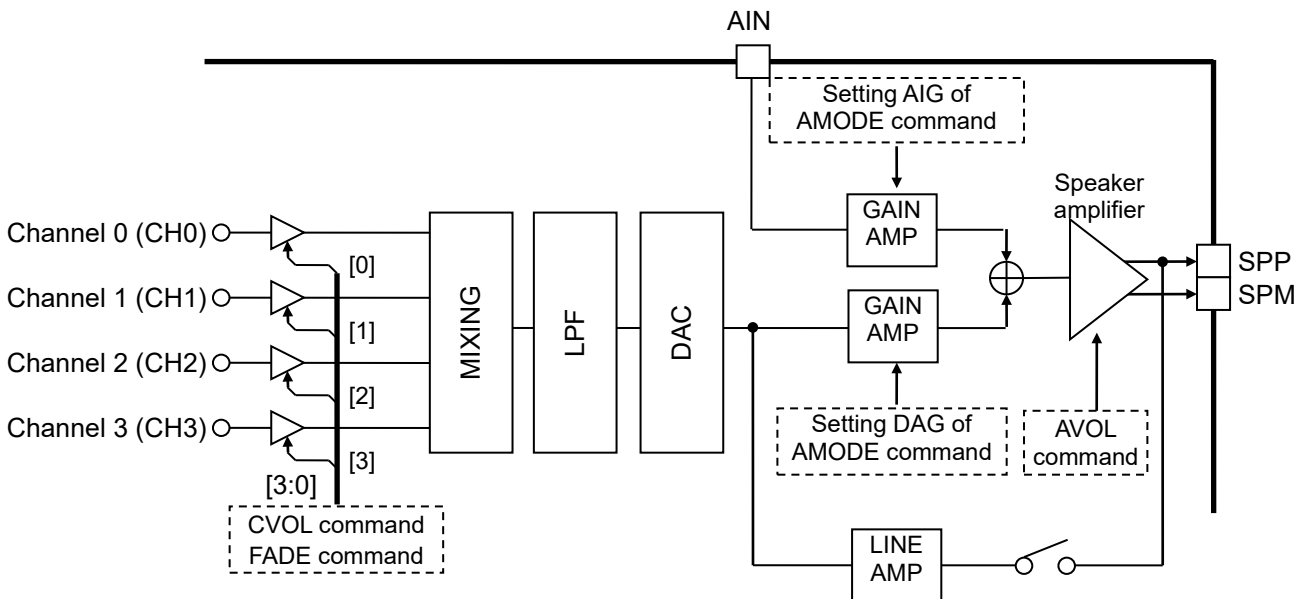 AIN
Setting AIG of
AMODE command
Speaker
amplifier
GAIN
AMP
Channel 0 (CH0)
[0]
SPP
Channel 1 (CH1)
[1]
SPM
MIXING
LPF
DAC
GAIN
AMP
Channel 2 (CH2)
[2]
Channel 3 (CH3)
[3]
[3:0]
Setting DAG of
AMODE command
AVOL
command
CVOL command
FADE command
LINE
AMP